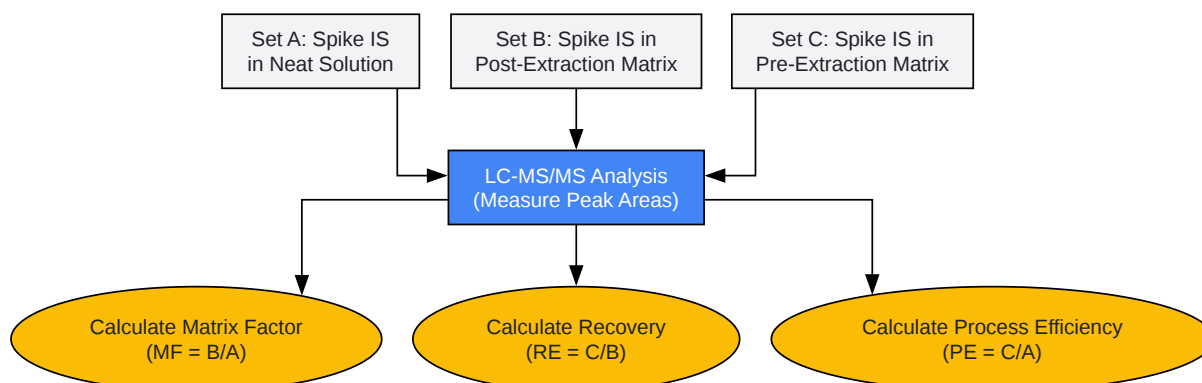 Set A: Spike IS
in Neat Solution
Set B: Spike IS in
Post-Extraction Matrix
Set C: Spike IS in
Pre-Extraction Matrix
LC-MS/MS Analysis
(Measure Peak Areas)
Calculate Matrix Factor
(MF = B/A)
Calculate Recovery
(RE = C/B)
Calculate Process Efficiency
(PE = C/A)